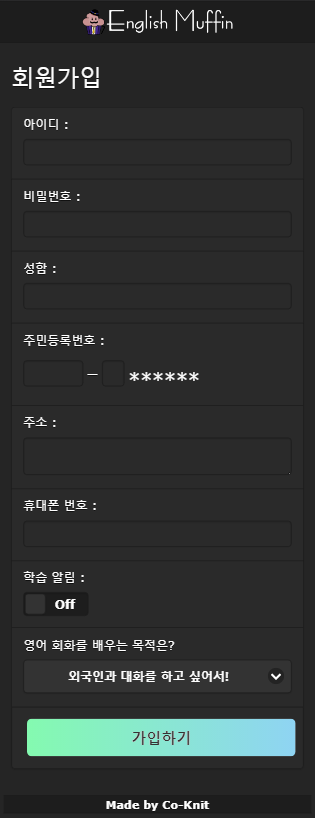 English Muffin
회원가입
아이디 :
비밀번호 :
성함 :
주민등록번호 :
– ******
주소 :
휴대폰 번호 :
학습 알림 :
Off
영어 회화를 배우는 목적은?
외국인과 대화를 하고 싶어서!
가입하기
Made by Co-Knit